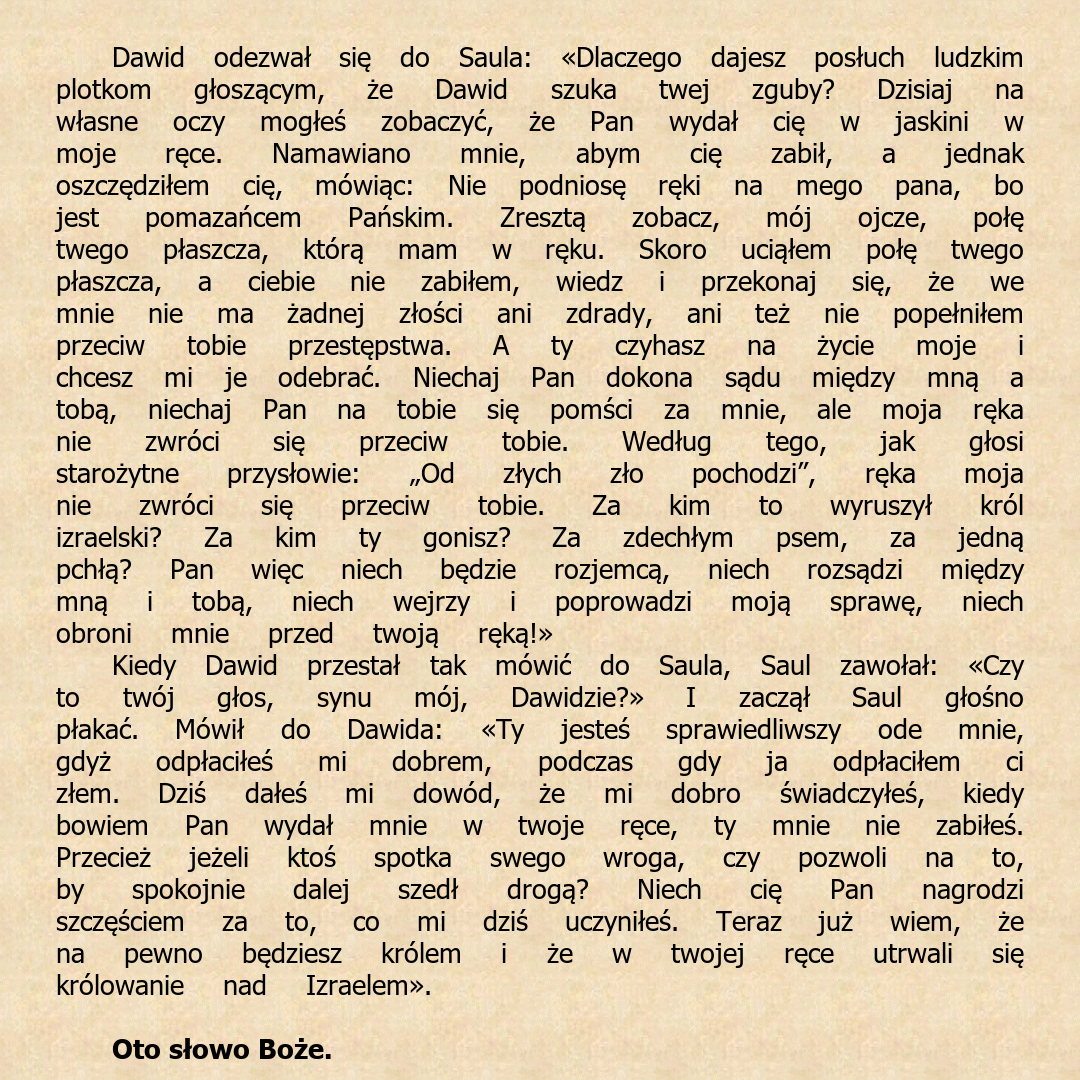 Dawid odezwał się do Saula: «Dlaczego dajesz posłuch ludzkim
plotkom głoszącym, że Dawid szuka twej zguby? Dzisiaj na
własne oczy mogłeś zobaczyć, że Pan wydał cię w jaskini w
moje ręce. Namawiano mnie, abym cię zabił, a jednak
oszczędziłem cię, mówiąc: Nie podniosę ręki na mego pana, bo
jest pomazańcem Pańskim. Zresztą zobacz, mój ojcze, połę
twego płaszcza, którą mam w ręku. Skoro uciąłem połę twego
płaszcza, a ciebie nie zabiłem, wiedz i przekonaj się, że we
mnie nie ma żadnej złości ani zdrady, ani też nie popełniłem
przeciw tobie przestępstwa. A ty czyhasz na życie moje i
chcesz mi je odebrać. Niechaj Pan dokona sądu między mną a
tobą, niechaj Pan na tobie się pomści za mnie, ale moja ręka
nie zwróci się przeciw tobie. Według tego, jak głosi
starożytne przysłowie: „Od złych zło pochodzi”, ręka moja
nie zwróci się przeciw tobie. Za kim to wyruszył król
izraelski? Za kim ty gonisz? Za zdechłym psem, za jedną
pchłą? Pan więc niech będzie rozjemcą, niech rozsądzi między
mną i tobą, niech wejrzy i poprowadzi moją sprawę, niech
obroni mnie przed twoją ręką!»
Kiedy Dawid przestał tak mówić do Saula, Saul zawołał: «Czy
to twój głos, synu mój, Dawidzie?» I zaczął Saul głośno
płakać. Mówił do Dawida: «Ty jesteś sprawiedliwszy ode mnie,
gdyż odpłaciłeś mi dobrem, podczas gdy ja odpłaciłem ci
złem. Dziś dałeś mi dowód, że mi dobro świadczyłeś, kiedy
bowiem Pan wydał mnie w twoje ręce, ty mnie nie zabiłeś.
Przecież jeżeli ktoś spotka swego wroga, czy pozwoli na to,
by spokojnie dalej szedł drogą? Niech cię Pan nagrodzi
szczęściem za to, co mi dziś uczyniłeś. Teraz już wiem, że
na pewno będziesz królem i że w twojej ręce utrwali się
królowanie nad Izraelem».
Oto słowo Boże.